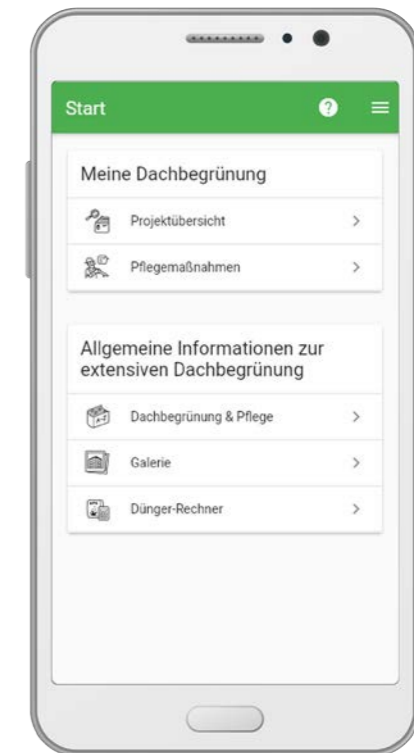 Start
?
Meine Dachbegrünung
Projektübersicht
Pflegemaßnahmen
Allgemeine Informationen zur
extensiven Dachbegrünung
Dachbegrünung & Pflege
Galerie
Dünger-Rechner